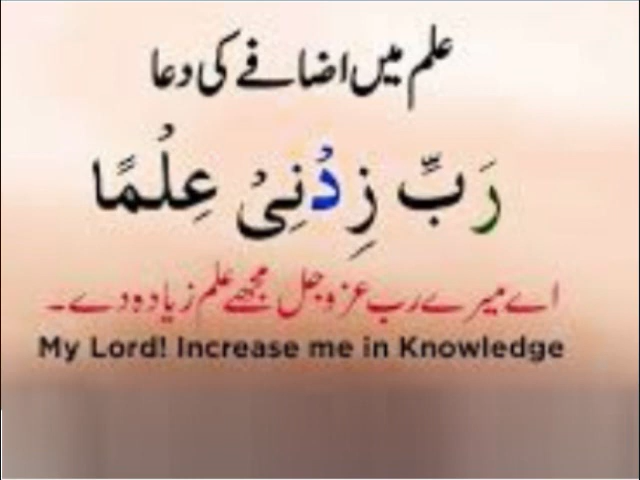 علم میں اضافے کی دعا
رَبِّ زِدْنِیْ عِلْمًا
اے میرے رب عزوجل مجھے علم زیادہ دے۔
My Lord! Increase me in Knowledge